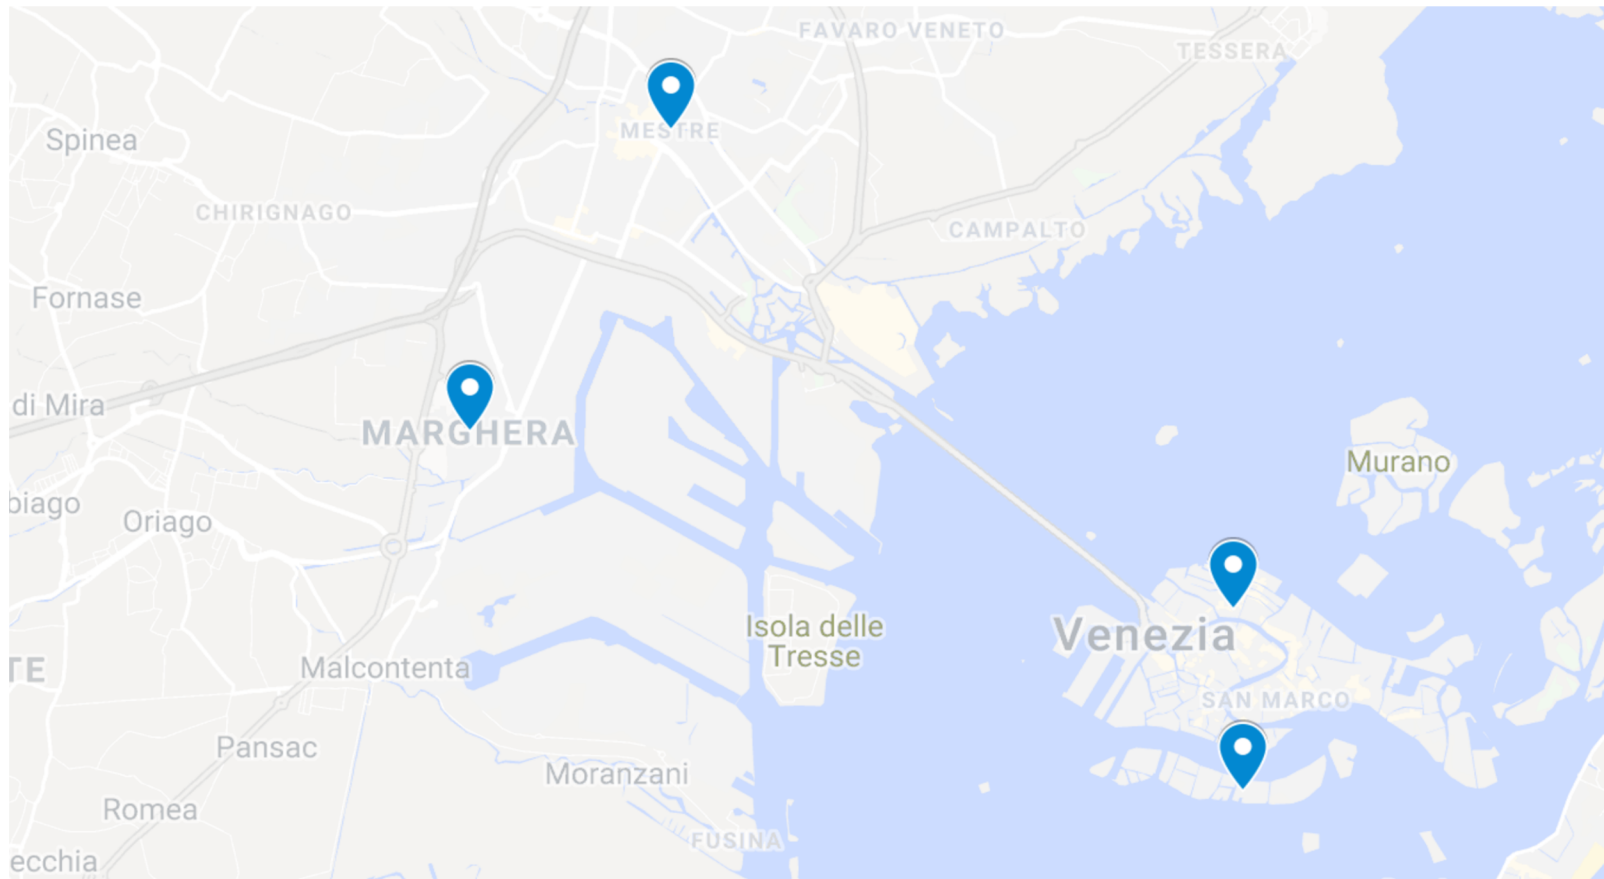 FAVARO VENETO
TESSERA
MESTRE
Spinea
CHIRIGNAGO
CAMPALTO
Fornase
di Mira
MARGHERA
Murano
biago
Oriago
Isola delle
Tresse
Venezia
TE
Malcontenta
SAN MARCO
Pansac
Moranzani
Romea
FUSINA
ecchia